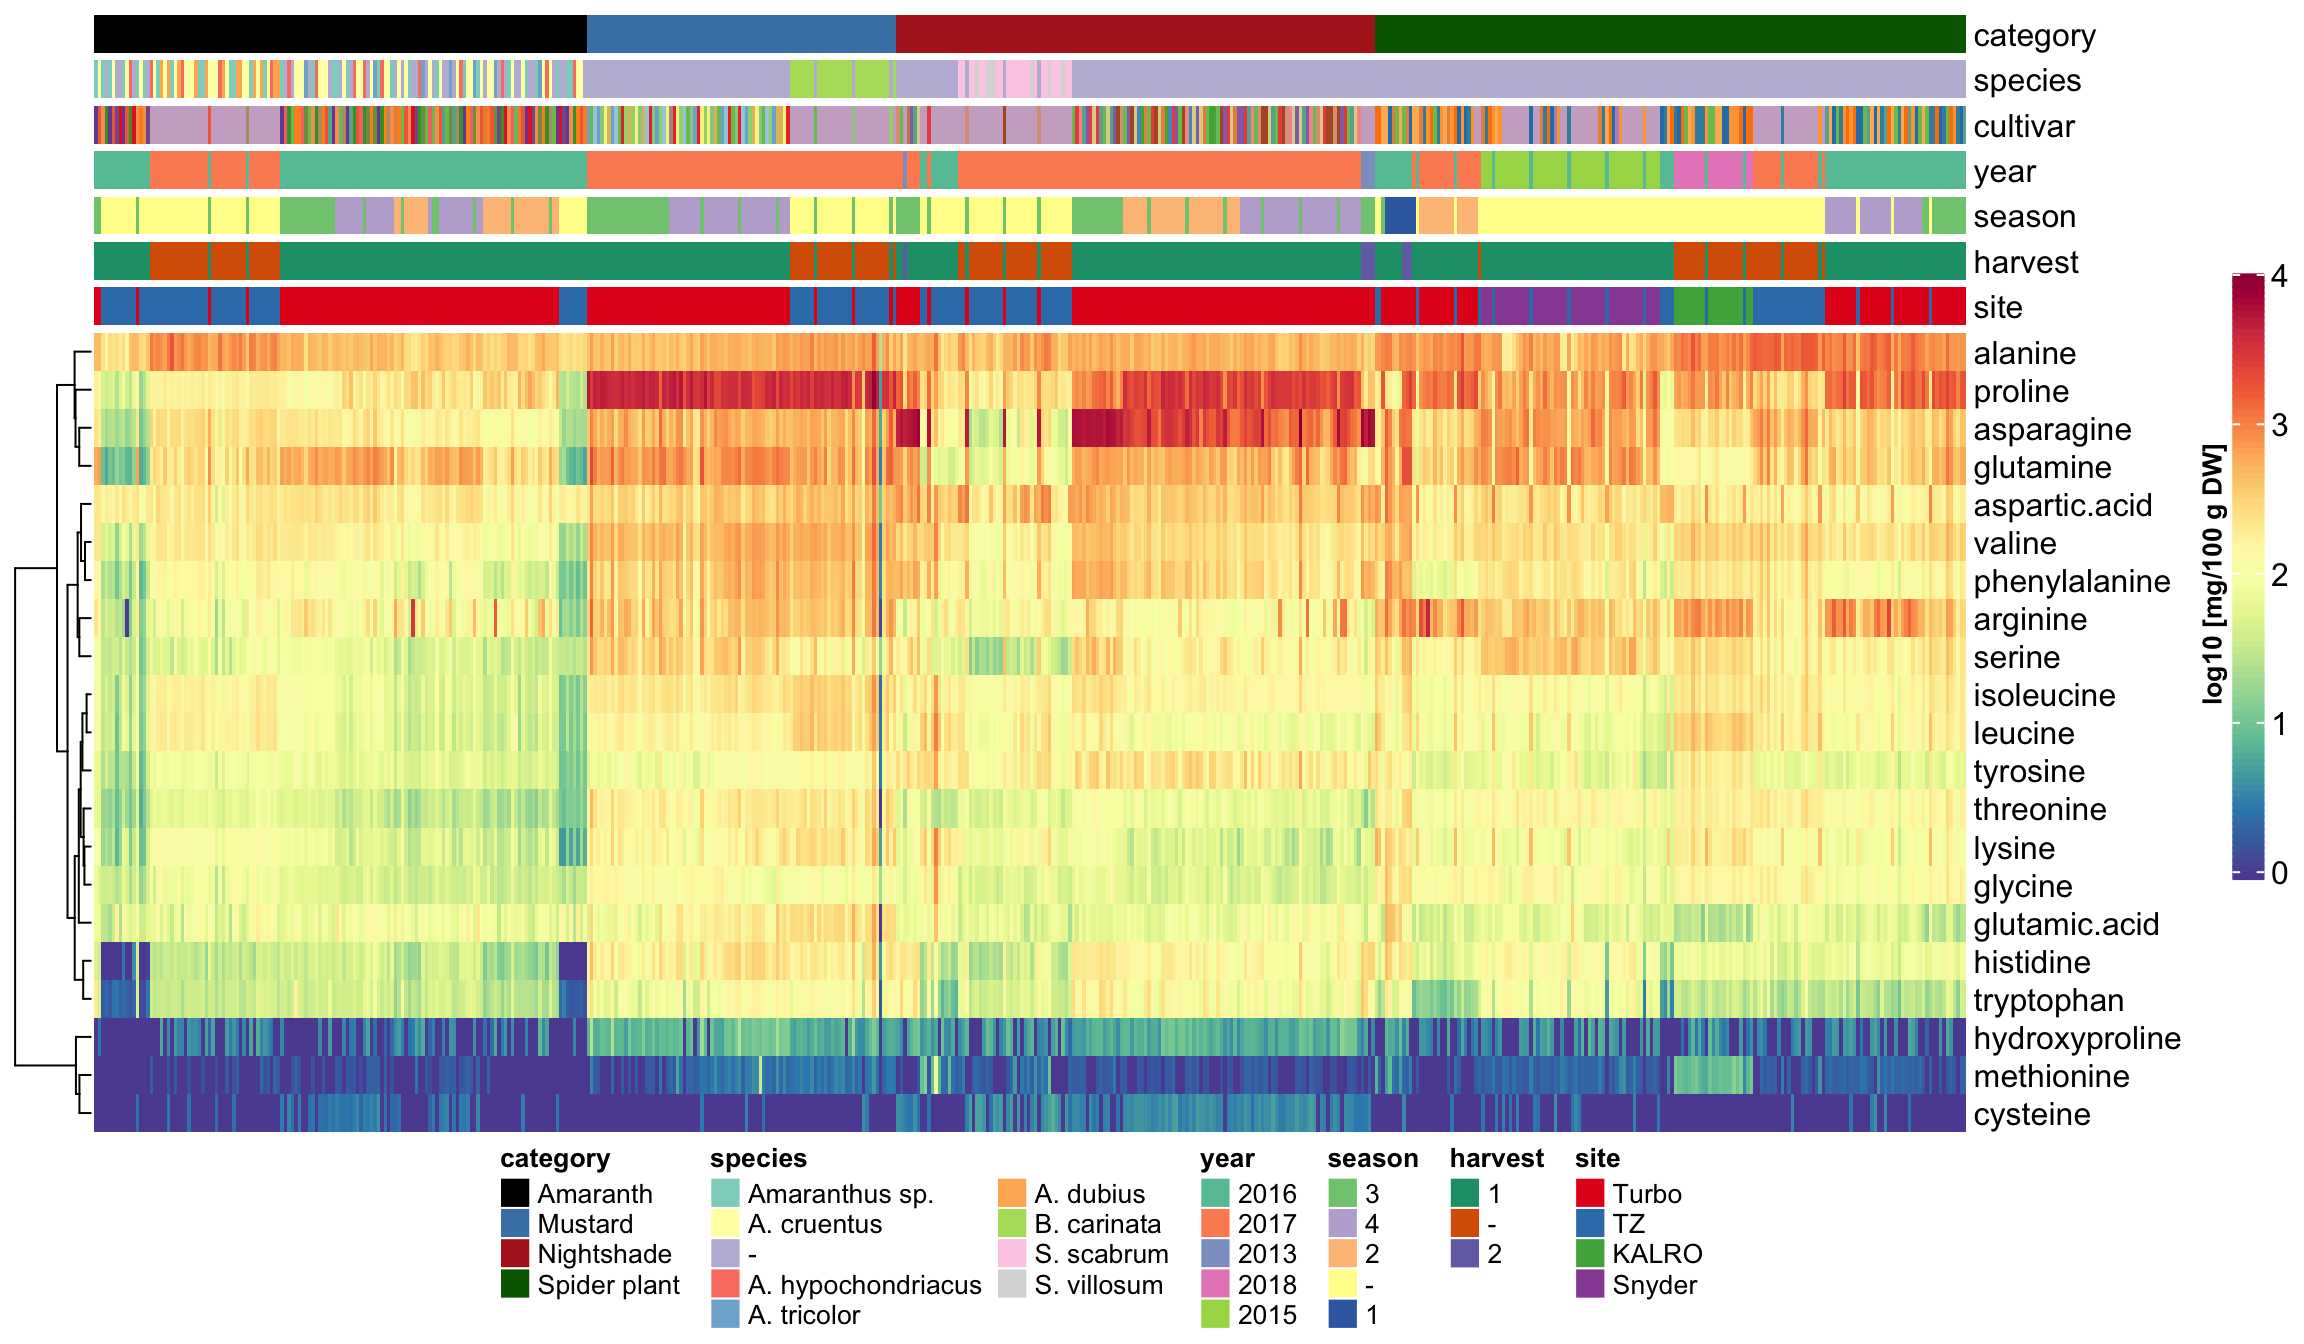 category
species
cultivar
year
season
harvest
site
alanine
proline
asparagine
glutamine
aspartic.acid
valine
phenylalanine
arginine
serine
isoleucine
leucine
tyrosine
threonine
lysine
glycine
glutamic.acid
histidine
tryptophan
hydroxyproline
methionine
cysteine
log10 [mg/100 g DW]
4
3
2
1
0
category
Amaranth
Mustard
Nightshade
Spider plant
species
Amaranthus sp.
A. cruentus
-
A. hypochondriacus
A. tricolor
A. dubius
B. carinata
S. scabrum
S. villosum
year
2016
2017
2013
2018
2015
season
3
4
2
-
1
harvest
1
-
2
site
Turbo
TZ
KALRO
Snyder